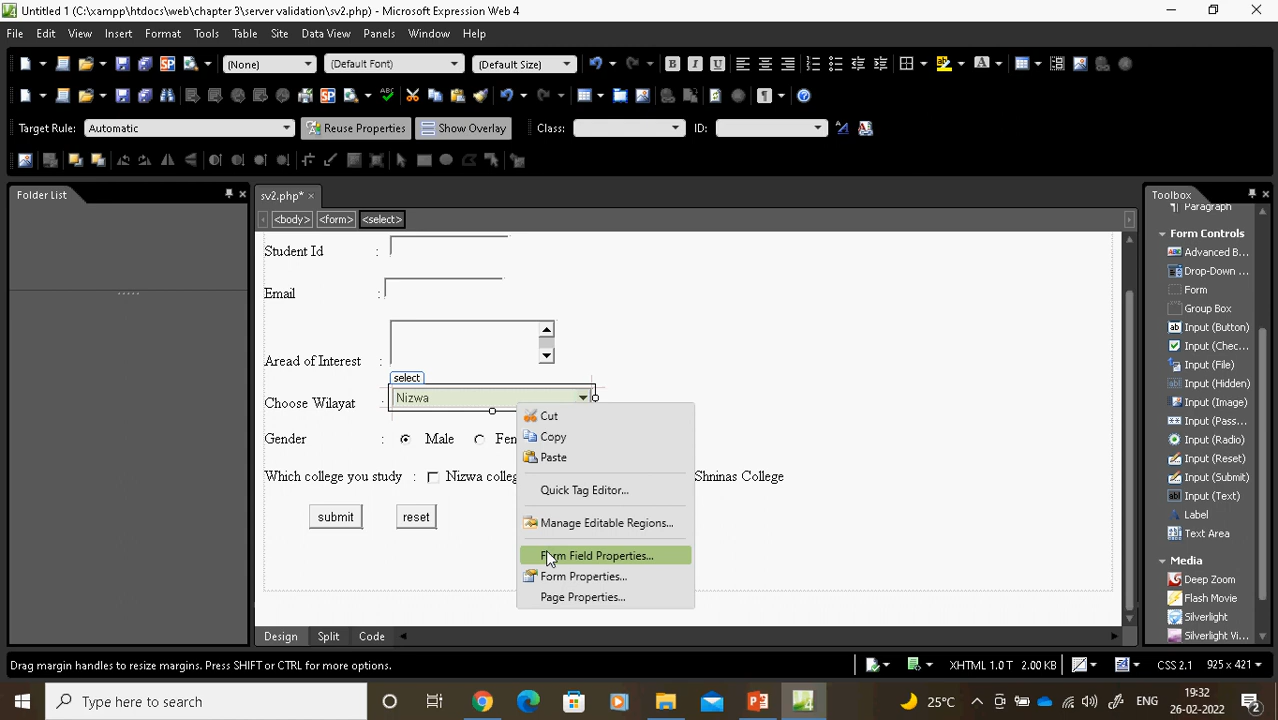 Untitled 1 (C:\xampp\htdocs\web\chapter 3\server validation\sv2.php) - Microsoft Expression Web 4
File Edit View Insert Format Tools Table Site Data View Panels Window Help
(None) (Default Font) (Default Size)
Target Rule: Automatic Reuse Properties Show Overlay Class: ID:
Folder List sv2.php* Toolbox
Paragraph
<body> <form> <select>
Form Controls
Student Id :
Advanced B...
Drop-Down ...
Email :
Form
Group Box
Input (Button)
Input (Chec...
Aread of Interest :
Input (File)
select
Input (Hidden)
Choose Wilayat : Nizwa
Input (Image)
Cut
Input (Pass...
Gender : Male Fen
Copy
Input (Radio)
Paste
Input (Reset)
Which college you study : Nizwa colleg Shninas College
Input (Submit)
Quick Tag Editor...
Input (Text)
submit reset
Label
Manage Editable Regions...
Text Area
Form Field Properties...
Media
Form Properties...
Deep Zoom
Page Properties...
Flash Movie
Silverlight
Design Split Code
Silverlight Vi...
Drag margin handles to resize margins. Press SHIFT or CTRL for more options. XHTML 1.0 T 2.00 KB CSS 2.1 925 x 421
Type here to search 25°C ENG 19:32
26-02-2022 2